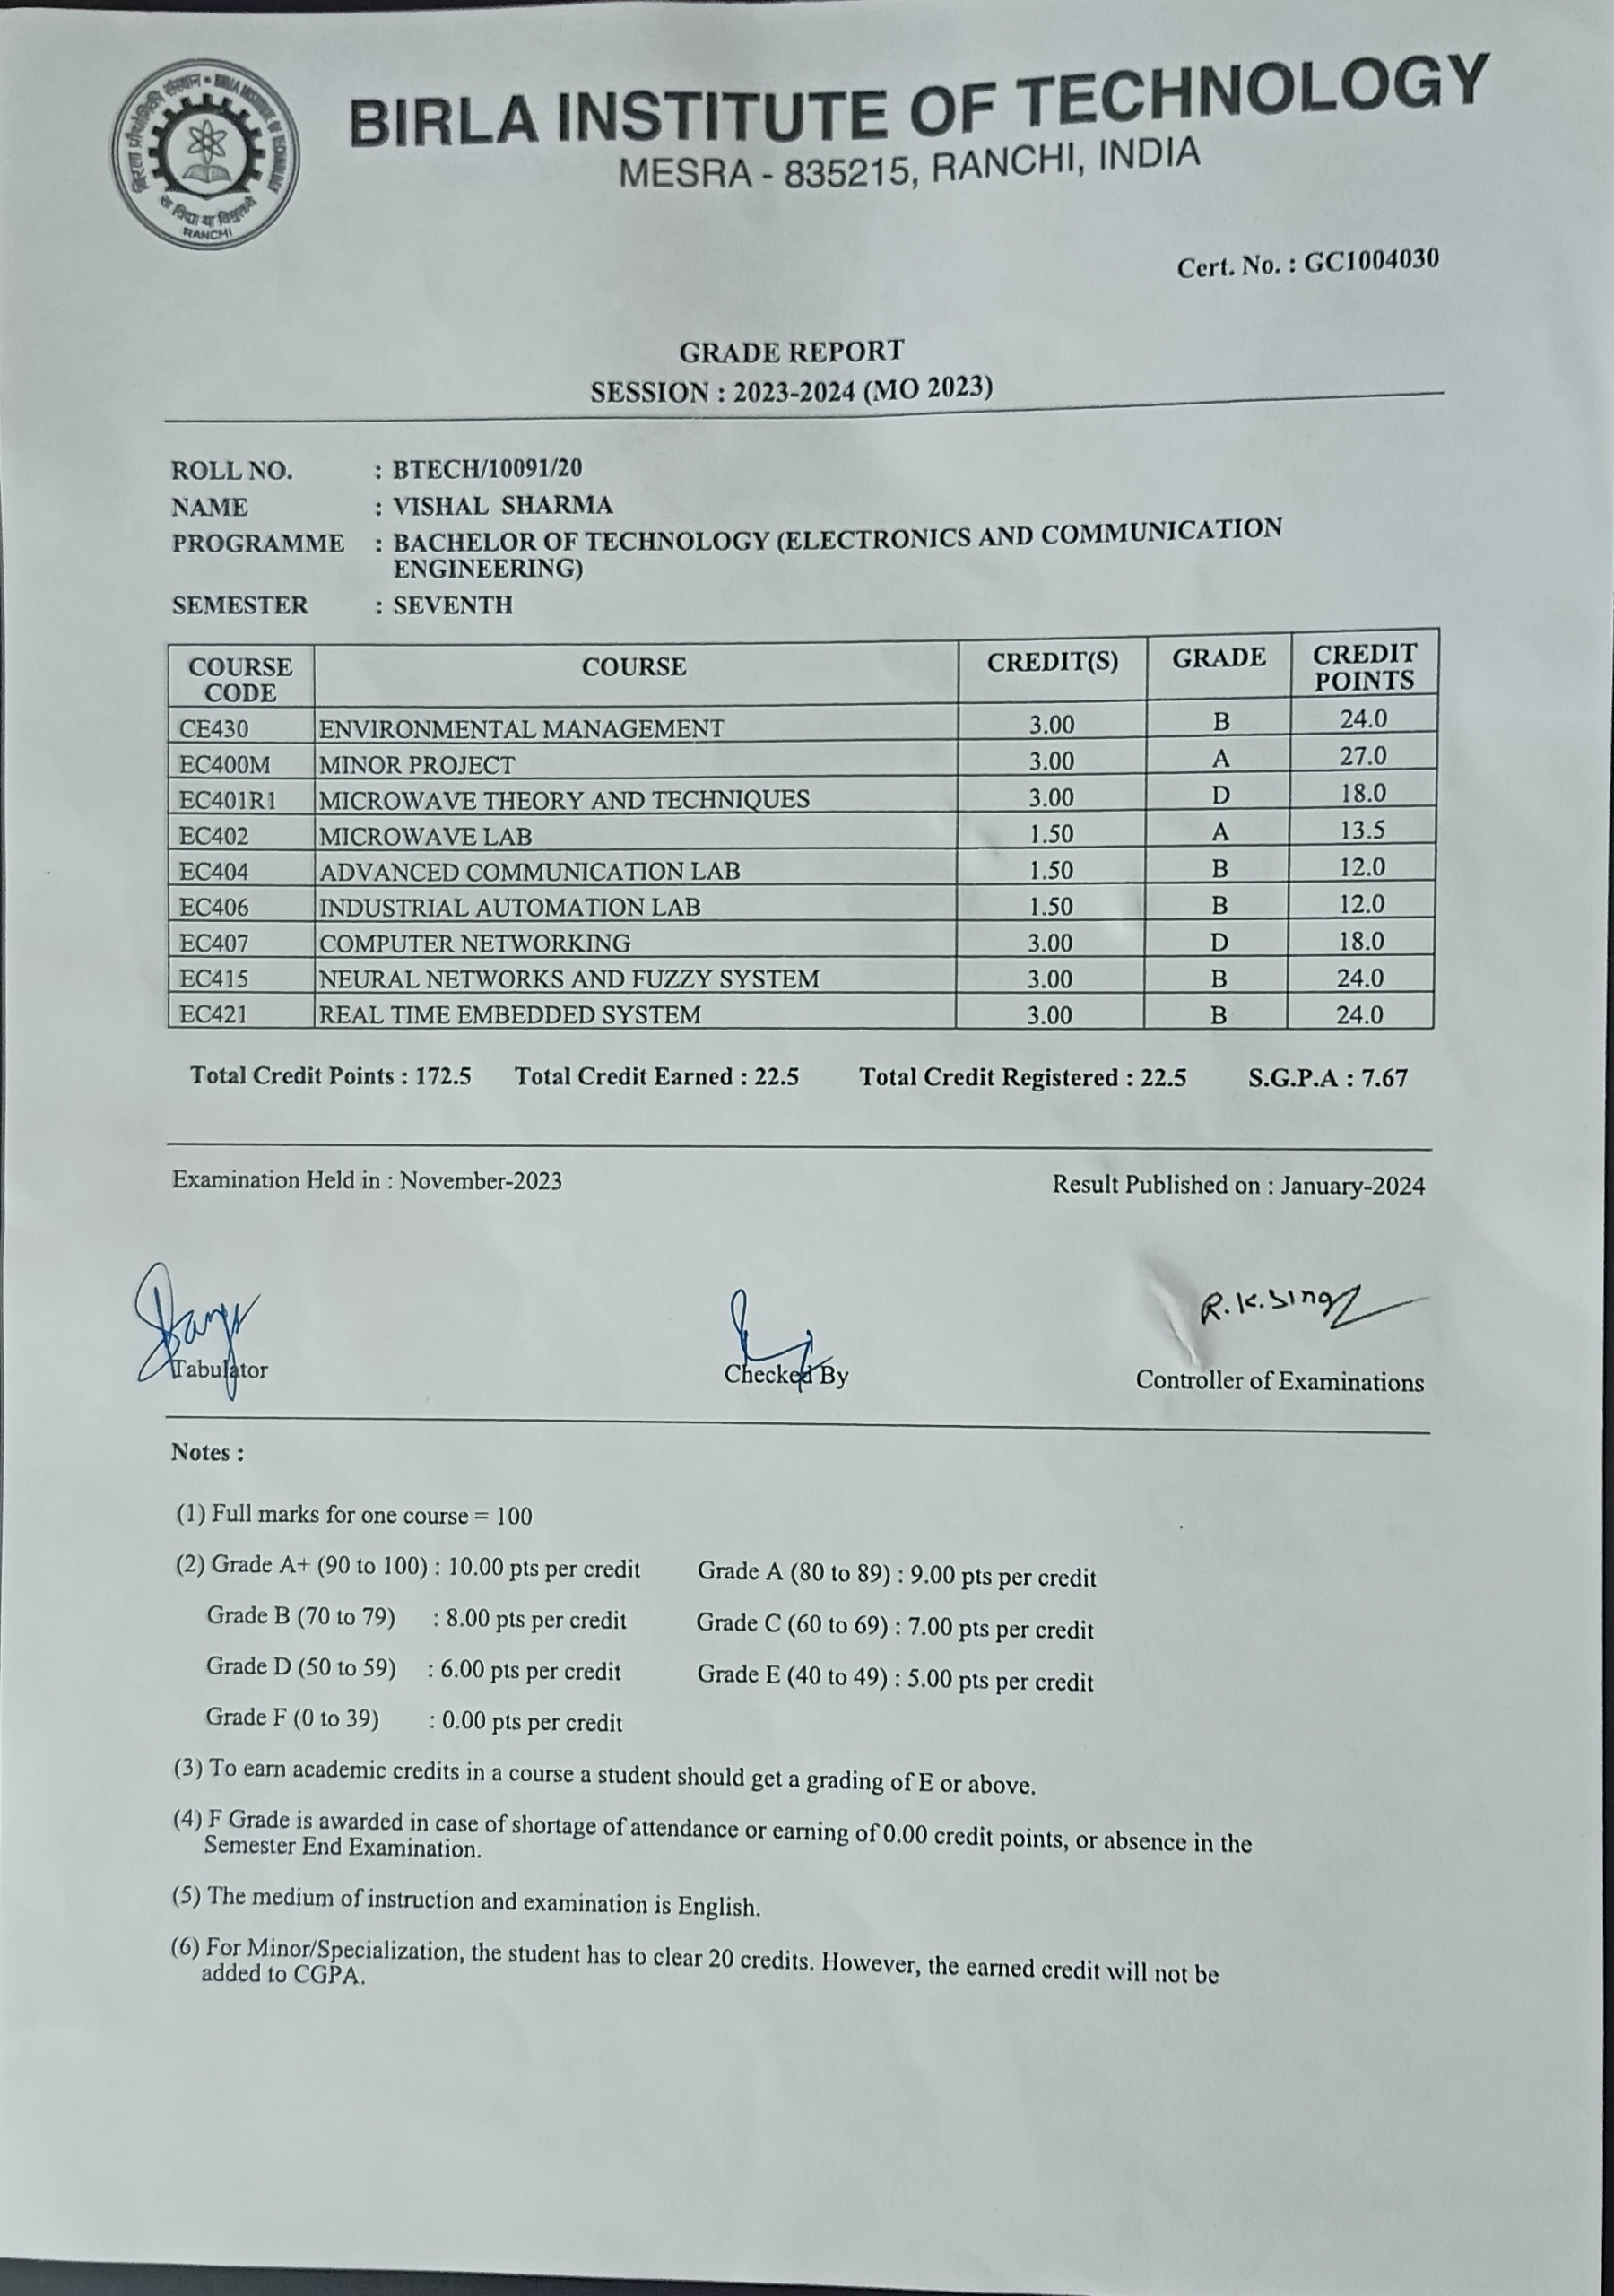 बिरला प्रौद्योगिकी संस्थान • BIRLA INSTITUTE OF TECHNOLOGY
सा विद्या या विमुक्तये
RANCHI
BIRLA INSTITUTE OF TECHNOLOGY
MESRA - 835215, RANCHI, INDIA
Cert. No. : GC1004030
GRADE REPORT
SESSION : 2023-2024 (MO 2023)
ROLL NO. : BTECH/10091/20
NAME : VISHAL SHARMA
PROGRAMME : BACHELOR OF TECHNOLOGY (ELECTRONICS AND COMMUNICATION
ENGINEERING)
SEMESTER : SEVENTH
COURSE CODE COURSE CREDIT(S) GRADE CREDIT POINTS
CE430 ENVIRONMENTAL MANAGEMENT 3.00 B 24.0
EC400M MINOR PROJECT 3.00 A 27.0
EC401R1 MICROWAVE THEORY AND TECHNIQUES 3.00 D 18.0
EC402 MICROWAVE LAB 1.50 A 13.5
EC404 ADVANCED COMMUNICATION LAB 1.50 B 12.0
EC406 INDUSTRIAL AUTOMATION LAB 1.50 B 12.0
EC407 COMPUTER NETWORKING 3.00 D 18.0
EC415 NEURAL NETWORKS AND FUZZY SYSTEM 3.00 B 24.0
EC421 REAL TIME EMBEDDED SYSTEM 3.00 B 24.0
Total Credit Points : 172.5 Total Credit Earned : 22.5 Total Credit Registered : 22.5 S.G.P.A : 7.67
Examination Held in : November-2023 Result Published on : January-2024
R.K.Singh
Tabulator Checked By Controller of Examinations
Notes :
(1) Full marks for one course = 100
(2) Grade A+ (90 to 100) : 10.00 pts per credit Grade A (80 to 89) : 9.00 pts per credit
Grade B (70 to 79) : 8.00 pts per credit Grade C (60 to 69) : 7.00 pts per credit
Grade D (50 to 59) : 6.00 pts per credit Grade E (40 to 49) : 5.00 pts per credit
Grade F (0 to 39) : 0.00 pts per credit
(3) To earn academic credits in a course a student should get a grading of E or above.
(4) F Grade is awarded in case of shortage of attendance or earning of 0.00 credit points, or absence in the
Semester End Examination.
(5) The medium of instruction and examination is English.
(6) For Minor/Specialization, the student has to clear 20 credits. However, the earned credit will not be
added to CGPA.